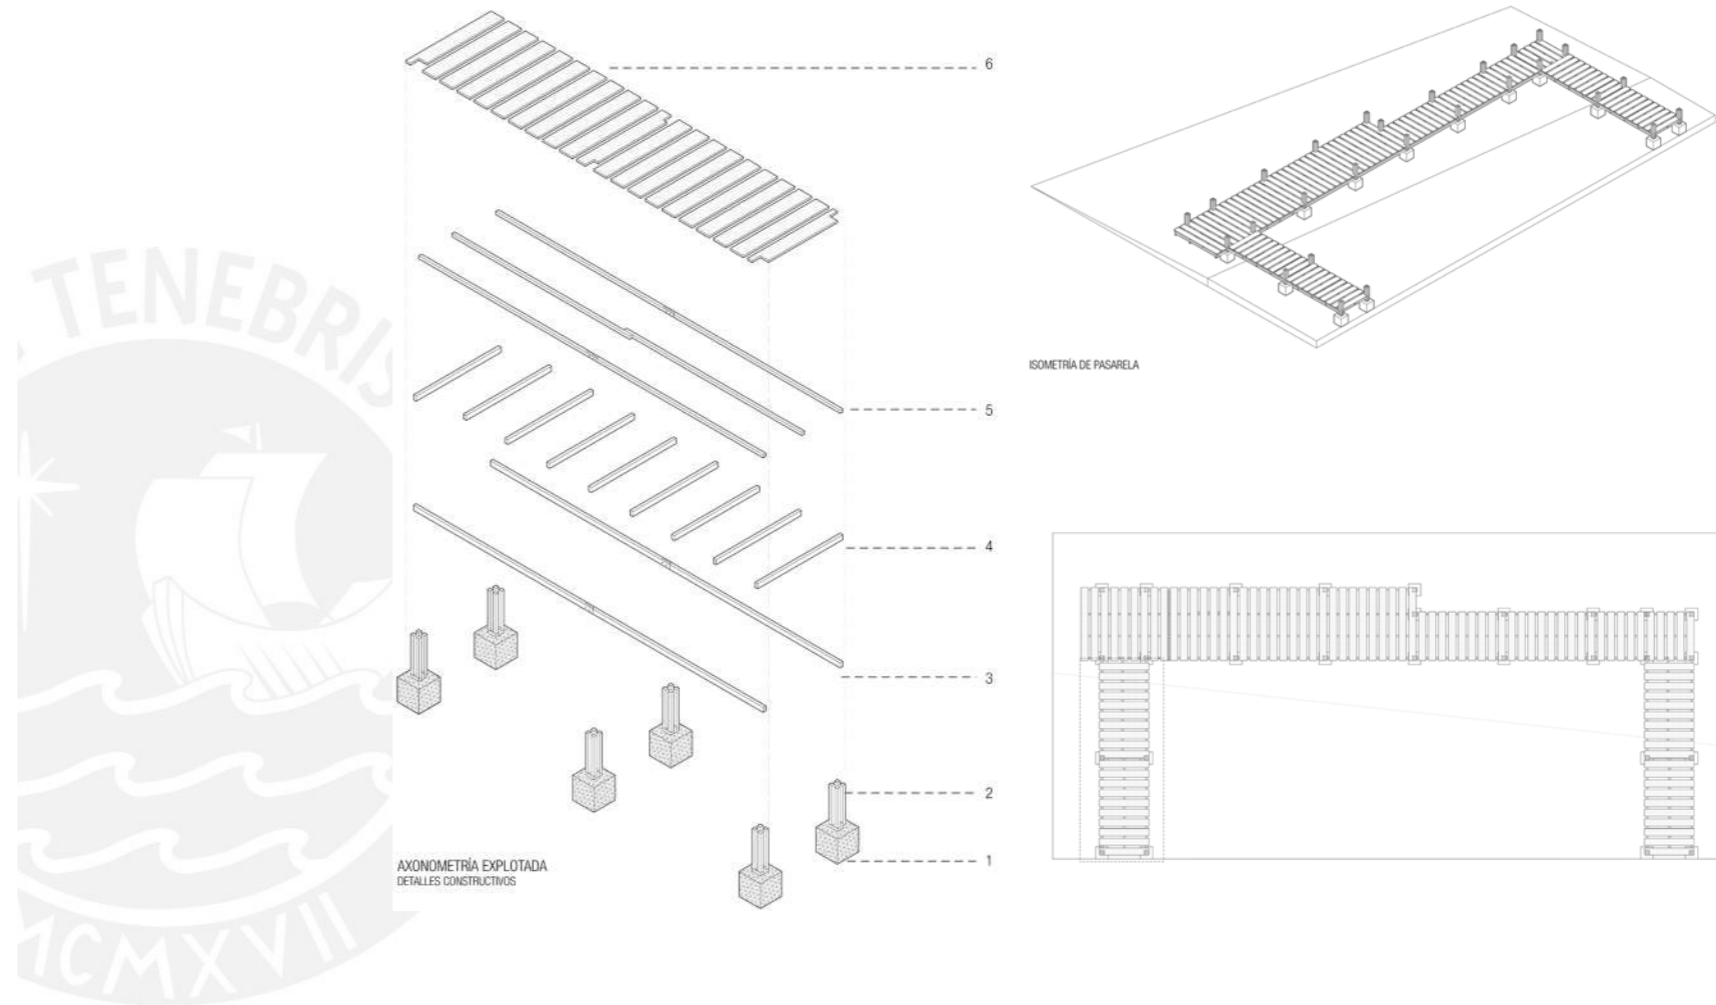 6
5
4
3
2
1
AXONOMETRÍA EXPLOTADA
DETALLES CONSTRUCTIVOS
ISOMETRÍA DE PASARELA
TENEBRIS
MCMXVII